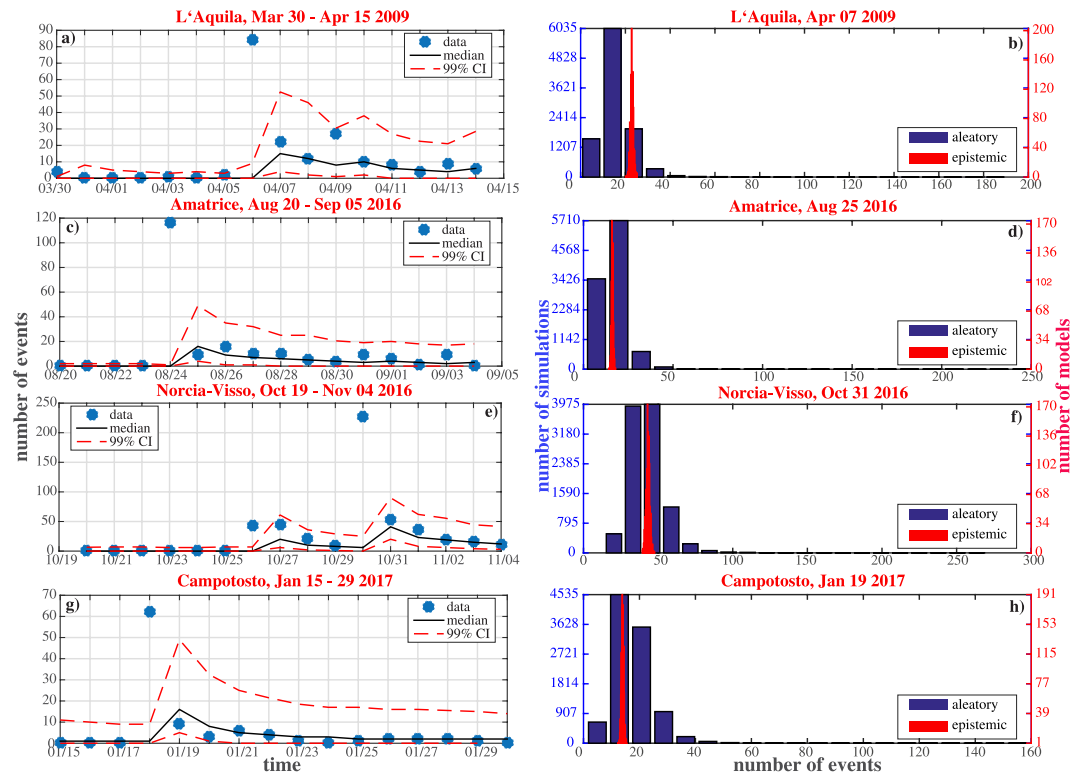 L‘Aquila, Mar 30 - Apr 15 2009
a)
data
median
99% CI
90
80
70
60
50
40
30
20
10
0
03/30 04/01 04/03 04/05 04/07 04/09 04/11 04/13 04/15
L‘Aquila, Apr 07 2009
b)
aleatory
epistemic
6035
4828
3621
2414
1207
0
200
160
120
80
40
0
0 20 40 60 80 100 120 140 160 180 200
Amatrice, Aug 20 - Sep 05 2016
c)
data
median
99% CI
120
100
80
60
40
20
0
08/20 08/22 08/24 08/26 08/28 08/30 09/01 09/03 09/05
Amatrice, Aug 25 2016
d)
aleatory
epistemic
5710
4568
3426
2284
1142
0
170
136
102
68
34
0
0 50 100 150 200 250
number of events
number of simulations
number of models
Norcia-Visso, Oct 19 - Nov 04 2016
e)
data
median
99% CI
250
200
150
100
50
0
10/19 10/21 10/23 10/25 10/27 10/29 10/31 11/02 11/04
Norcia-Visso, Oct 31 2016
f)
aleatory
epistemic
3975
3180
2385
1590
795
0
170
136
102
68
34
0
0 50 100 150 200 250 300
Campotosto, Jan 15 - 29 2017
g)
data
median
99% CI
70
60
50
40
30
20
10
0
01/15 01/17 01/19 01/21 01/23 01/25 01/27 01/29
time
Campotosto, Jan 19 2017
h)
aleatory
epistemic
4535
3628
2721
1814
907
0
191
153
115
77
39
1
0 20 40 60 80 100 120 140 160
number of events